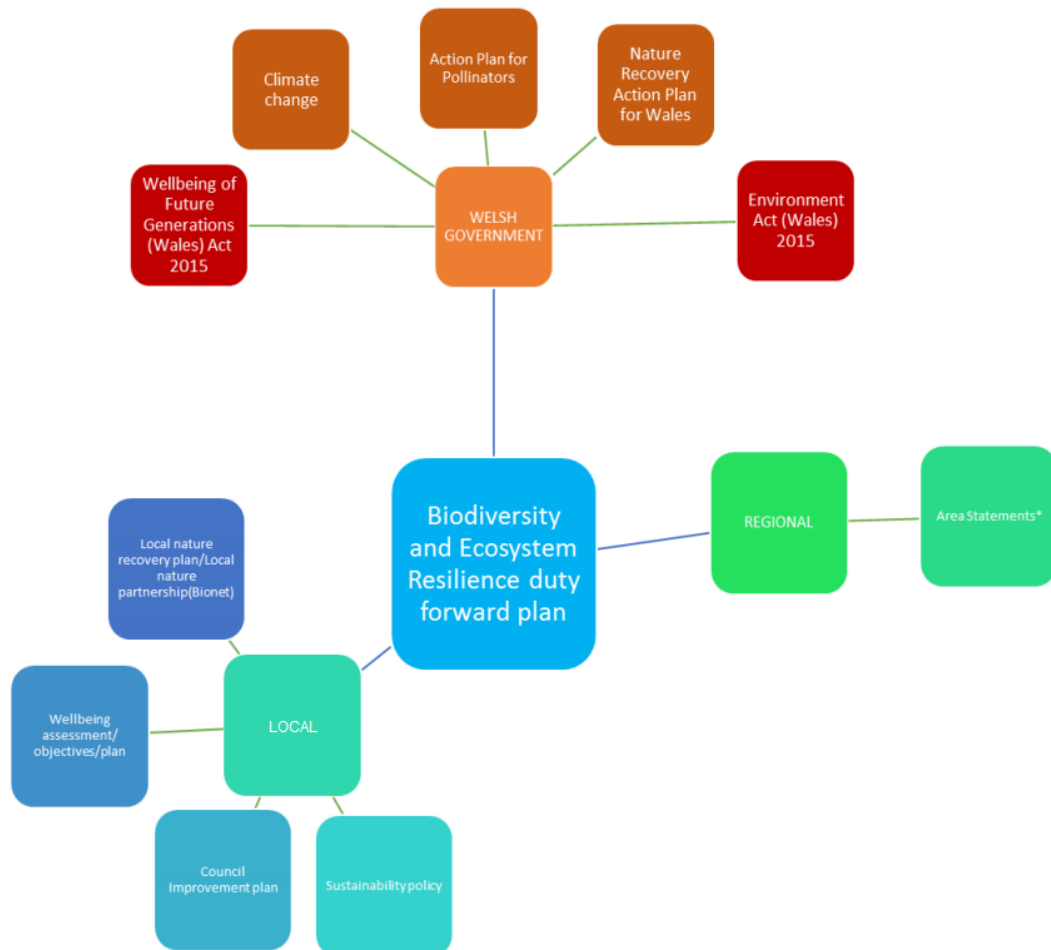 Climate
change
Action Plan for
Pollinators
Nature
Recovery
Action Plan
for Wales
Wellbeing of
Future
Generations
(Wales) Act
2015
WELSH
GOVERNMENT
Environment
Act (Wales)
2015
Biodiversity
and Ecosystem
Resilience duty
forward plan
REGIONAL
Area Statements*
Local nature
recovery plan/Local
nature
partnership(Bionet)
LOCAL
Wellbeing
assessment/
objectives/plan
Council
Improvement plan
Sustainability policy